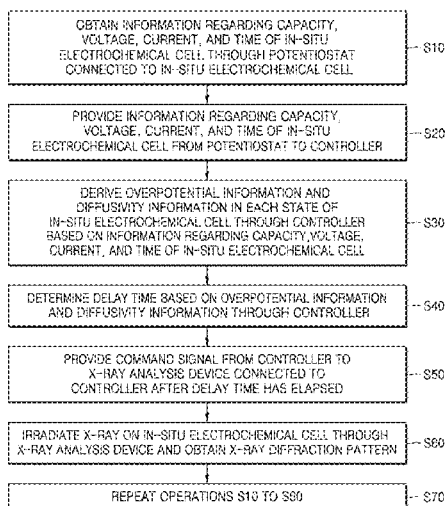 OBTAIN INFORMATION REGARDING CAPACITY,
VOLTAGE, CURRENT, AND TIME OF IN-SITU
ELECTROCHEMICAL CELL THROUGH POTENTIOSTAT
CONNECTED TO IN-SITU ELECTROCHEMICAL CELL
S10
PROVIDE INFORMATION REGARDING CAPACITY,
VOLTAGE, CURRENT, AND TIME OF IN-SITU
ELECTROCHEMICAL CELL FROM POTENTIOSTAT TO CONTROLLER
S20
DERIVE OVERPOTENTIAL INFORMATION AND
DIFFUSIVITY INFORMATION IN EACH STATE OF
IN-SITU ELECTROCHEMICAL CELL THROUGH CONTROLLER
BASED ON INFORMATION REGARDING CAPACITY,VOLTAGE,
CURRENT, AND TIME OF IN-SITU ELECTROCHEMICAL CELL
S30
DETERMINE DELAY TIME BASED ON OVERPOTENTIAL INFORMATION
AND DIFFUSIVITY INFORMATION THROUGH CONTROLLER
S40
PROVIDE COMMAND SIGNAL FROM CONTROLLER TO
X-RAY ANALYSIS DEVICE CONNECTED TO
CONTROLLER AFTER DELAY TIME HAS ELAPSED
S50
IRRADIATE X-RAY ON IN-SITU ELECTROCHEMICAL CELL THROUGH
X-RAY ANALYSIS DEVICE AND OBTAIN X-RAY DIFFRACTION PATTERN
S60
REPEAT OPERATIONS S10 TO S60
S70